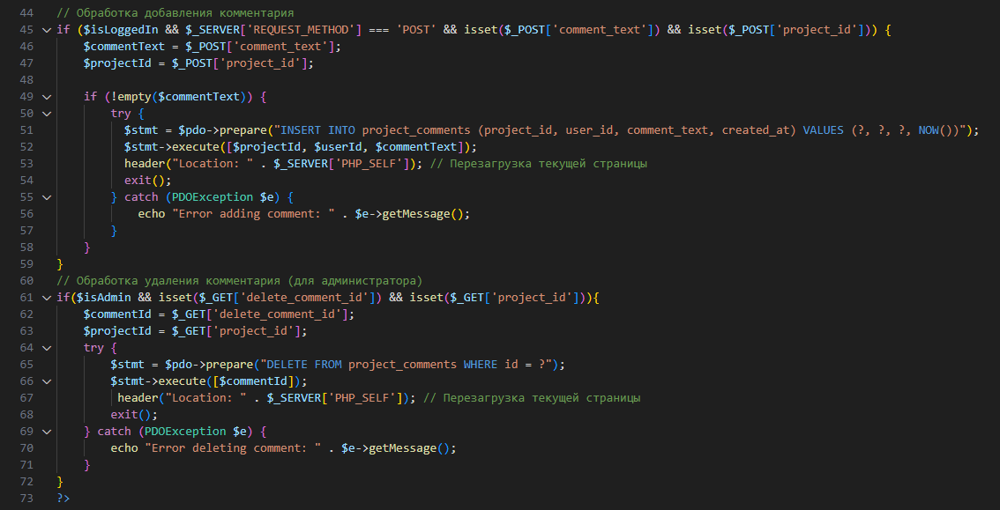 44 // Обработка добавления комментария
45 if ($isLoggedIn && $_SERVER['REQUEST_METHOD'] === 'POST' && isset($_POST['comment_text']) && isset($_POST['project_id'])) {
46     $commentText = $_POST['comment_text'];
47     $projectId = $_POST['project_id'];
48
49     if (!empty($commentText)) {
50         try {
51           $stmt = $pdo->prepare("INSERT INTO project_comments (project_id, user_id, comment_text, created_at) VALUES (?, ?, ?, NOW())");
52           $stmt->execute([$projectId, $userId, $commentText]);
53           header("Location: " . $_SERVER['PHP_SELF']); // Перезагрузка текущей страницы
54           exit();
55         } catch (PDOException $e) {
56             echo "Error adding comment: " . $e->getMessage();
57         }
58     }
59 }
60 // Обработка удаления комментария (для администратора)
61 if($isAdmin && isset($_GET['delete_comment_id']) && isset($_GET['project_id'])){
62     $commentId = $_GET['delete_comment_id'];
63     $projectId = $_GET['project_id'];
64     try {
65         $stmt = $pdo->prepare("DELETE FROM project_comments WHERE id = ?");
66         $stmt->execute([$commentId]);
67          header("Location: " . $_SERVER['PHP_SELF']); // Перезагрузка текущей страницы
68         exit();
69     } catch (PDOException $e) {
70         echo "Error deleting comment: " . $e->getMessage();
71     }
72 }
73 ?>